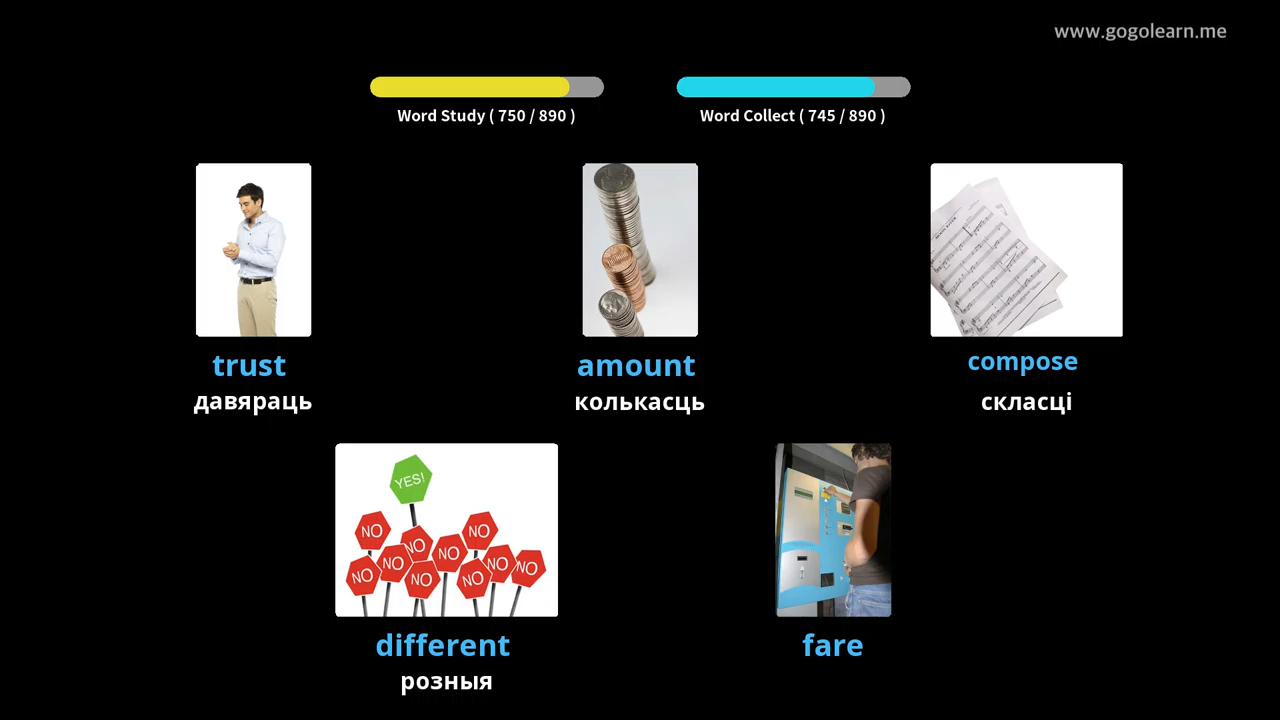 www.gogolearn.me
Word Study ( 750 / 890 )
Word Collect ( 745 / 890 )
trust
давяраць
amount
колькасць
compose
скласці
YES!
NO
NO
NO
NO
NO
NO
NO
NO
NO
NO
different
розныя
fare